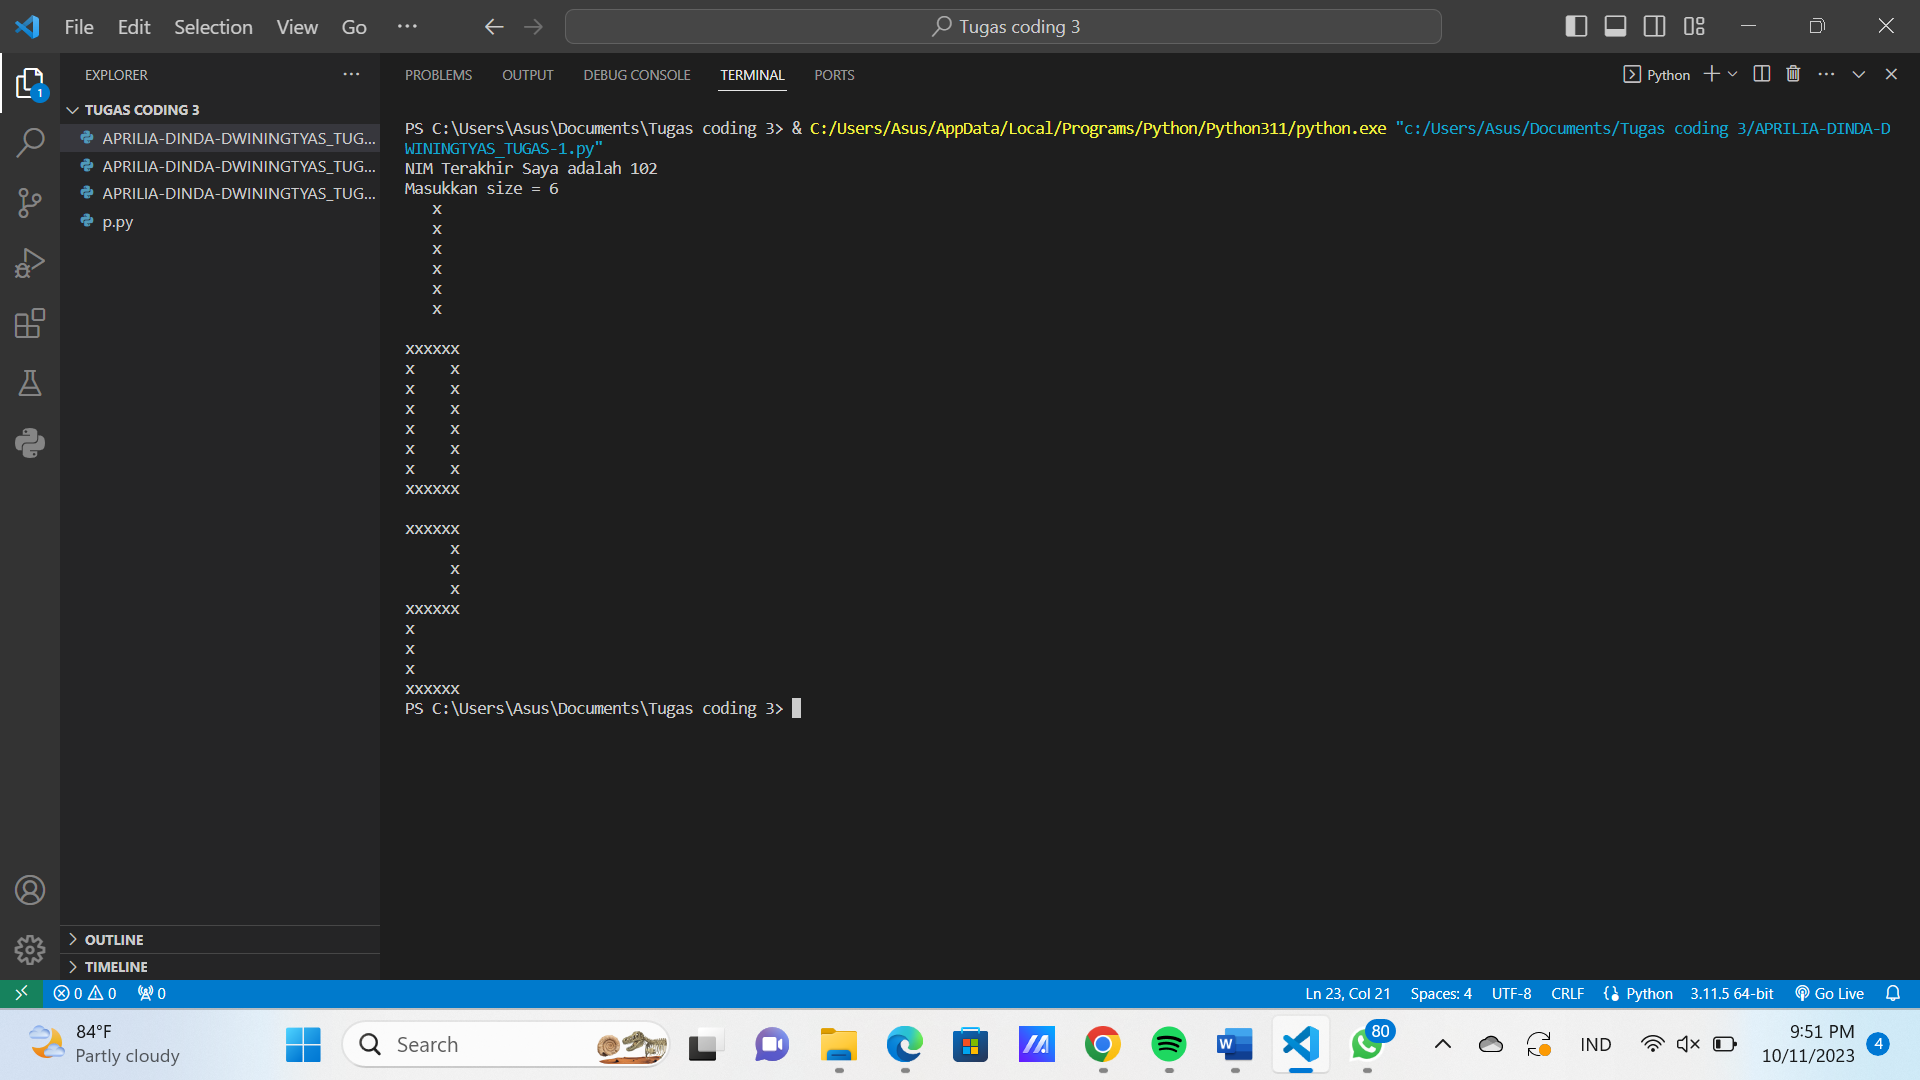 File Edit Selection View Go ···
Tugas coding 3
EXPLORER
1
TUGAS CODING 3
APRILIA-DINDA-DWININGTYAS_TUG...
APRILIA-DINDA-DWININGTYAS_TUG...
APRILIA-DINDA-DWININGTYAS_TUG...
p.py
OUTLINE
TIMELINE
PROBLEMS OUTPUT DEBUG CONSOLE TERMINAL PORTS
Python
PS C:\Users\Asus\Documents\Tugas coding 3> & C:/Users/Asus/AppData/Local/Programs/Python/Python311/python.exe "c:/Users/Asus/Documents/Tugas coding 3/APRILIA-DINDA-D
WININGTYAS_TUGAS-1.py"
NIM Terakhir Saya adalah 102
Masukkan size = 6
   x
   x
   x
   x
   x
   x

xxxxxx
x    x
x    x
x    x
x    x
x    x
x    x
xxxxxx

xxxxxx
     x
     x
     x
xxxxxx
x
x
x
xxxxxx
PS C:\Users\Asus\Documents\Tugas coding 3>
0 0 0
Ln 23, Col 21 Spaces: 4 UTF-8 CRLF Python 3.11.5 64-bit Go Live
84°F
Partly cloudy
Search
W
80
IND
9:51 PM
10/11/2023
4